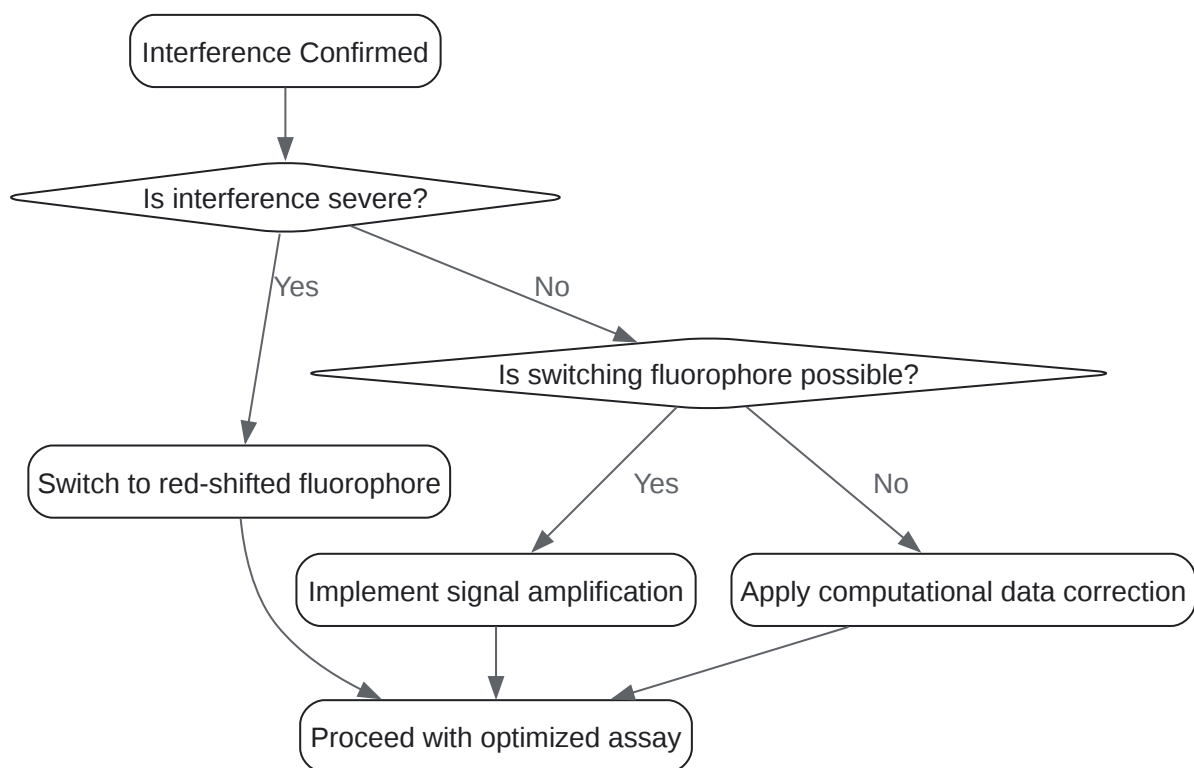 Interference Confirmed
Is interference severe?
Yes
No
Is switching fluorophore possible?
Switch to red-shifted fluorophore
Yes
No
Implement signal amplification
Apply computational data correction
Proceed with optimized assay